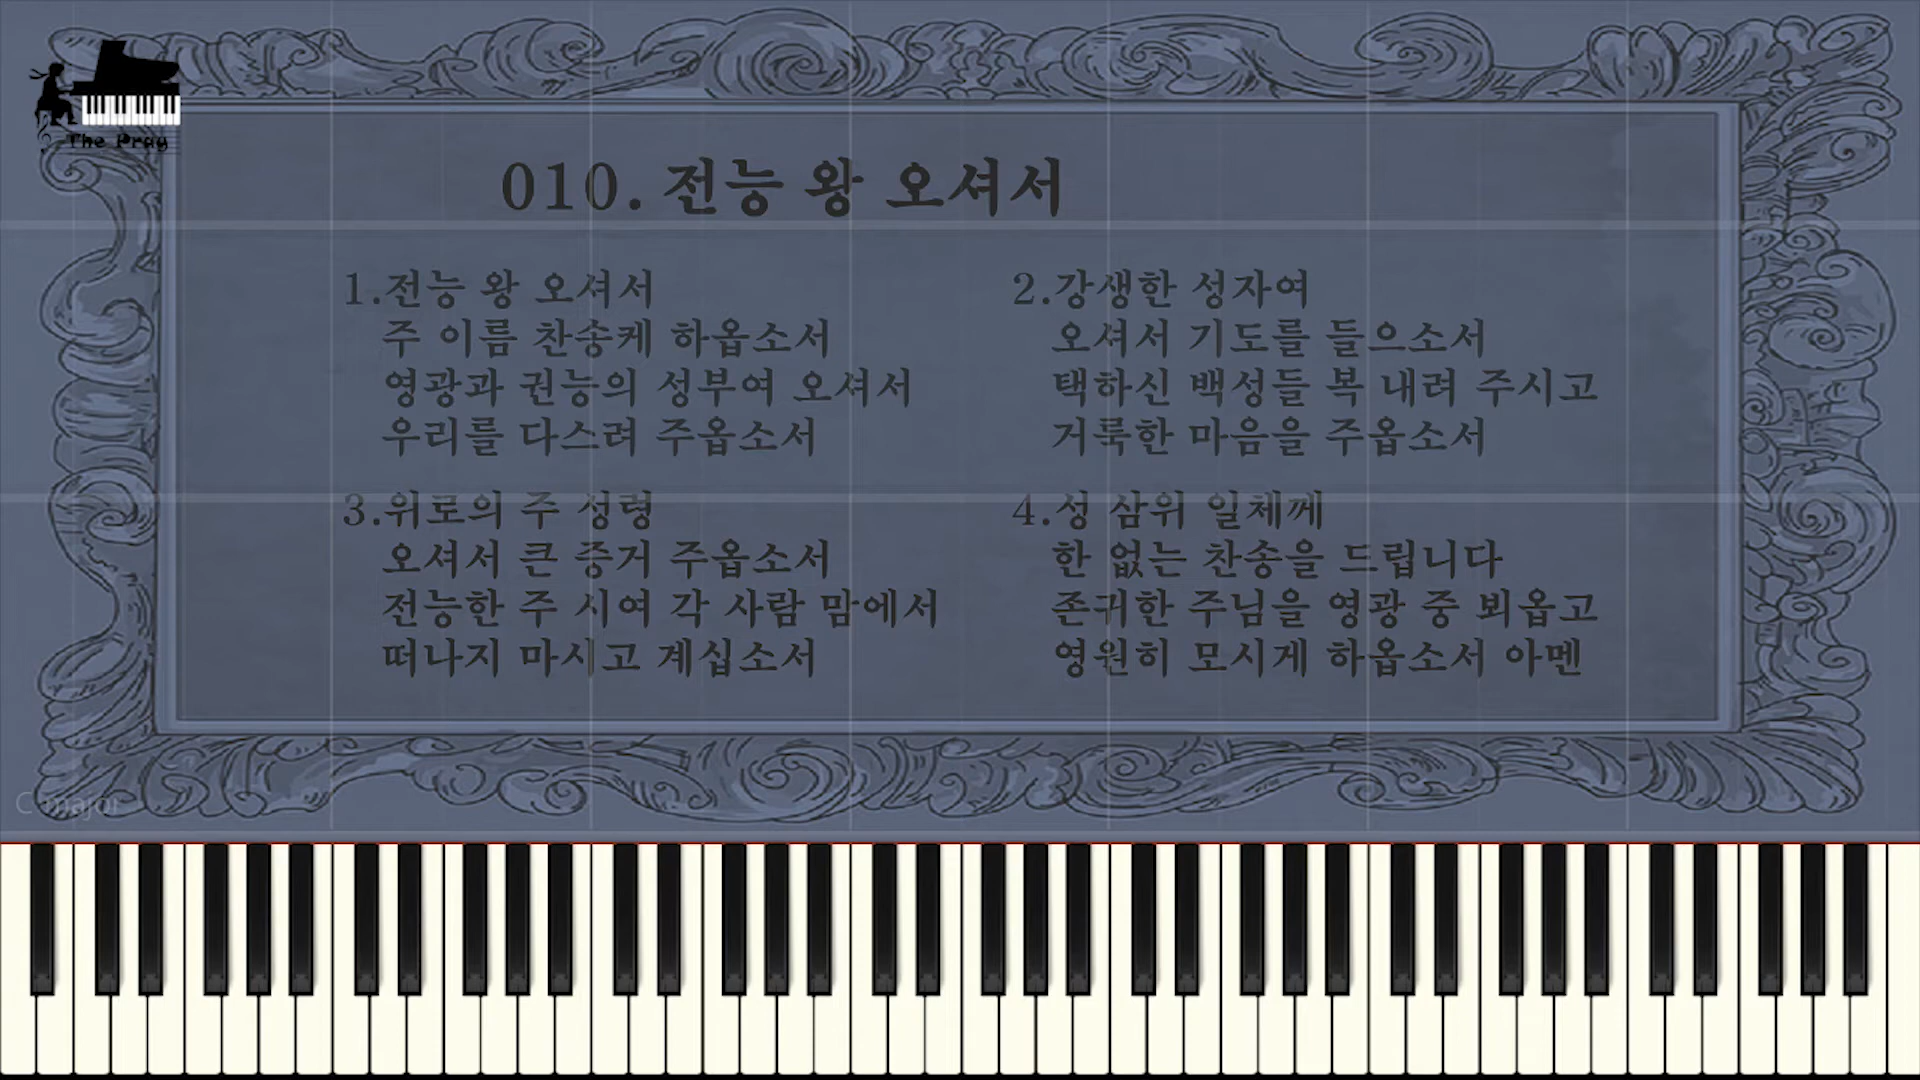 The Pray
010. 전능 왕 오셔서
1.전능 왕 오셔서
주 이름 찬송케 하옵소서
영광과 권능의 성부여 오셔서
우리를 다스려 주옵소서
2.강생한 성자여
오셔서 기도를 들으소서
택하신 백성들 복 내려 주시고
거룩한 마음을 주옵소서
3.위로의 주 성령
오셔서 큰 증거 주옵소서
전능한 주 시여 각 사람 맘에서
떠나지 마시고 계십소서
4.성 삼위 일체께
한 없는 찬송을 드립니다
존귀한 주님을 영광 중 뵈옵고
영원히 모시게 하옵소서 아멘
C major